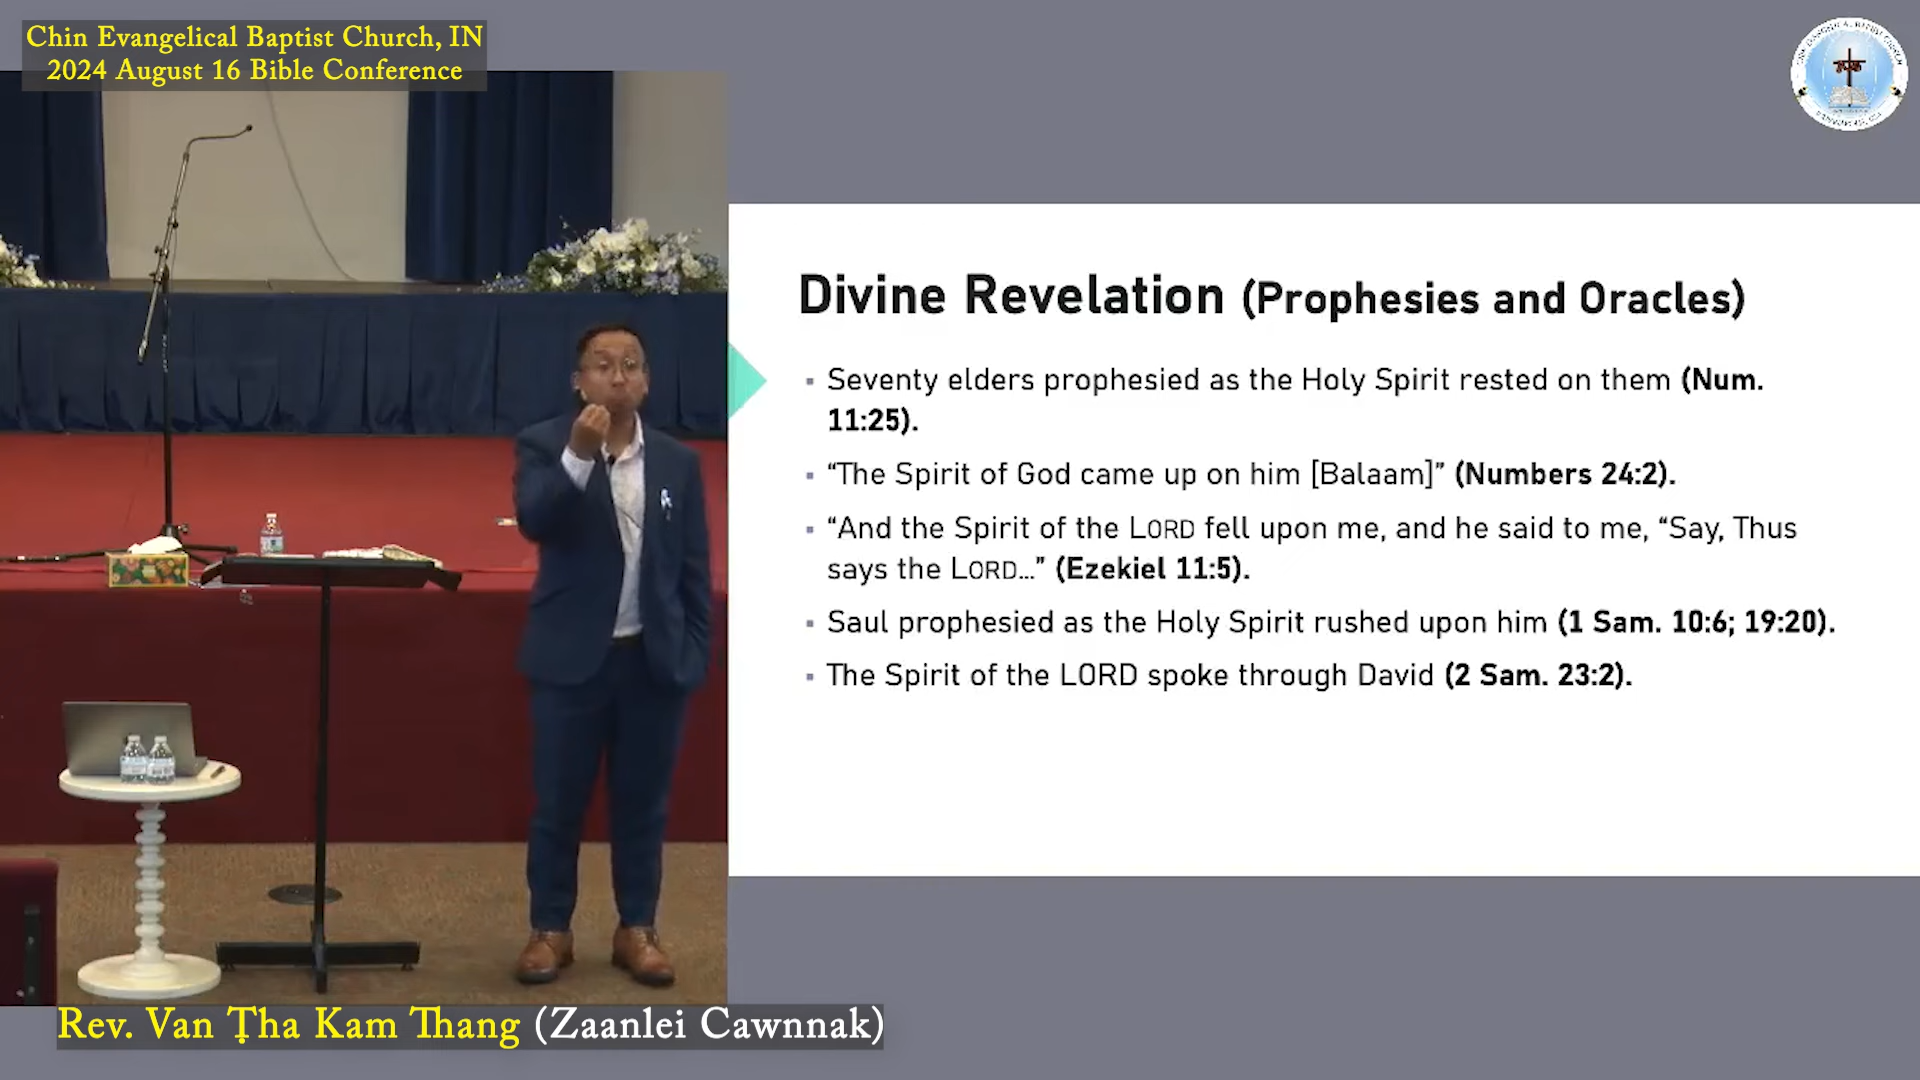 Chin Evangelical Baptist Church, IN
2024 August 16 Bible Conference
Divine Revelation (Prophesies and Oracles)
▪ Seventy elders prophesied as the Holy Spirit rested on them (Num.
11:25).
▪ “The Spirit of God came up on him [Balaam]” (Numbers 24:2).
▪ “And the Spirit of the LORD fell upon me, and he said to me, “Say, Thus
says the LORD…” (Ezekiel 11:5).
▪ Saul prophesied as the Holy Spirit rushed upon him (1 Sam. 10:6; 19:20).
▪ The Spirit of the LORD spoke through David (2 Sam. 23:2).
Rev. Van Ṭha Kam Thang (Zaanlei Cawnnak)